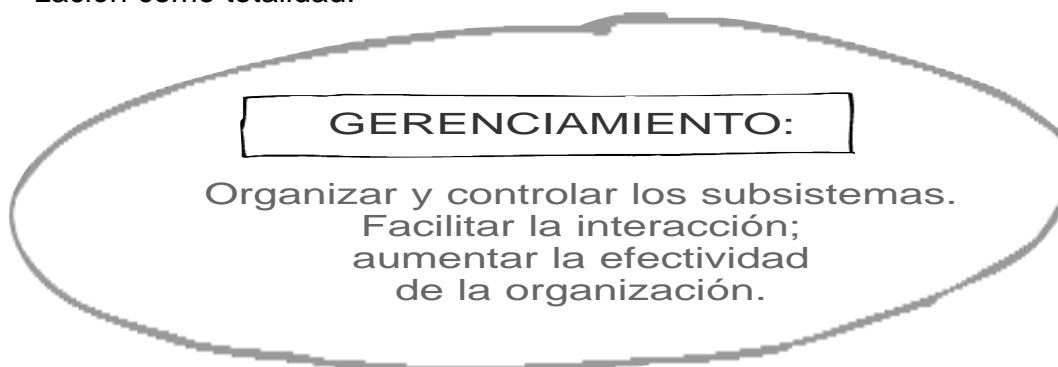 zación como totalidad.
GERENCIAMIENTO:
Organizar y controlar los subsistemas.
Facilitar la interacción;
aumentar la efectividad
de la organización.